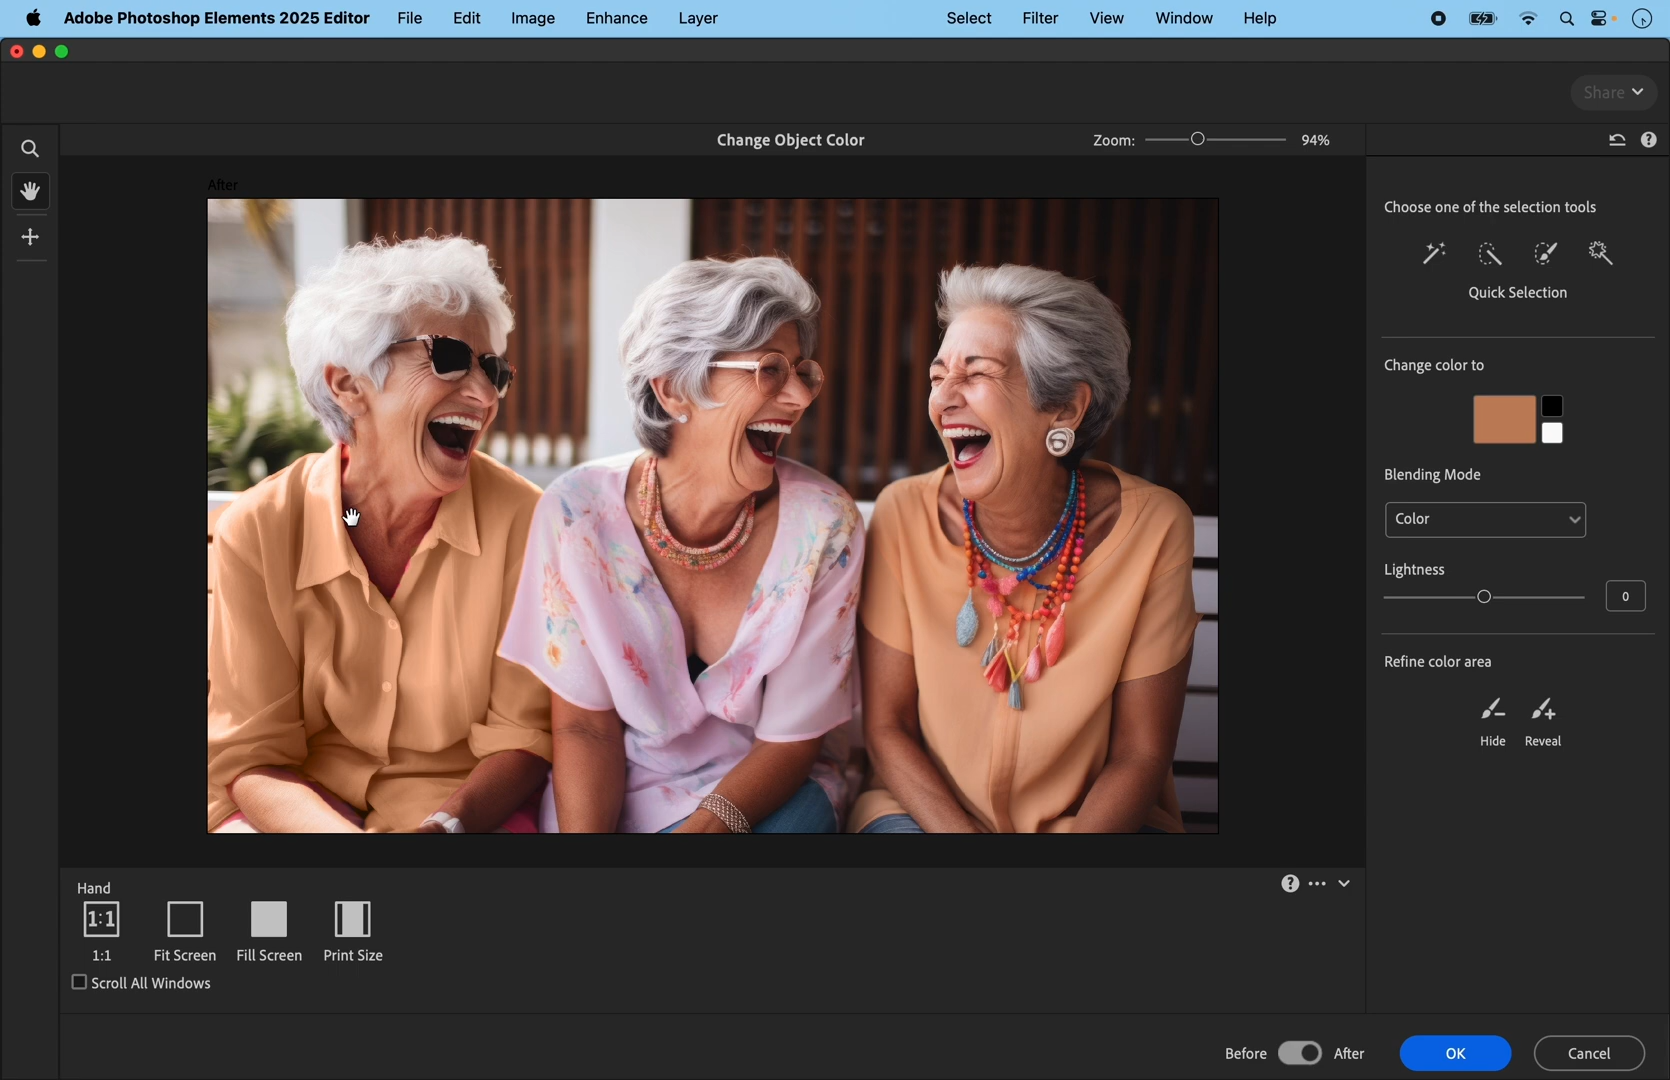 Adobe Photoshop Elements 2025 Editor File Edit Image Enhance Layer Select Filter View Window Help
Share
Change Object Color
Zoom: 94%
After
Choose one of the selection tools
Quick Selection
Change color to
Blending Mode
Color
Lightness
0
Refine color area
Hide Reveal
Hand
1:1
1:1 Fit Screen Fill Screen Print Size
Scroll All Windows
Before After OK Cancel